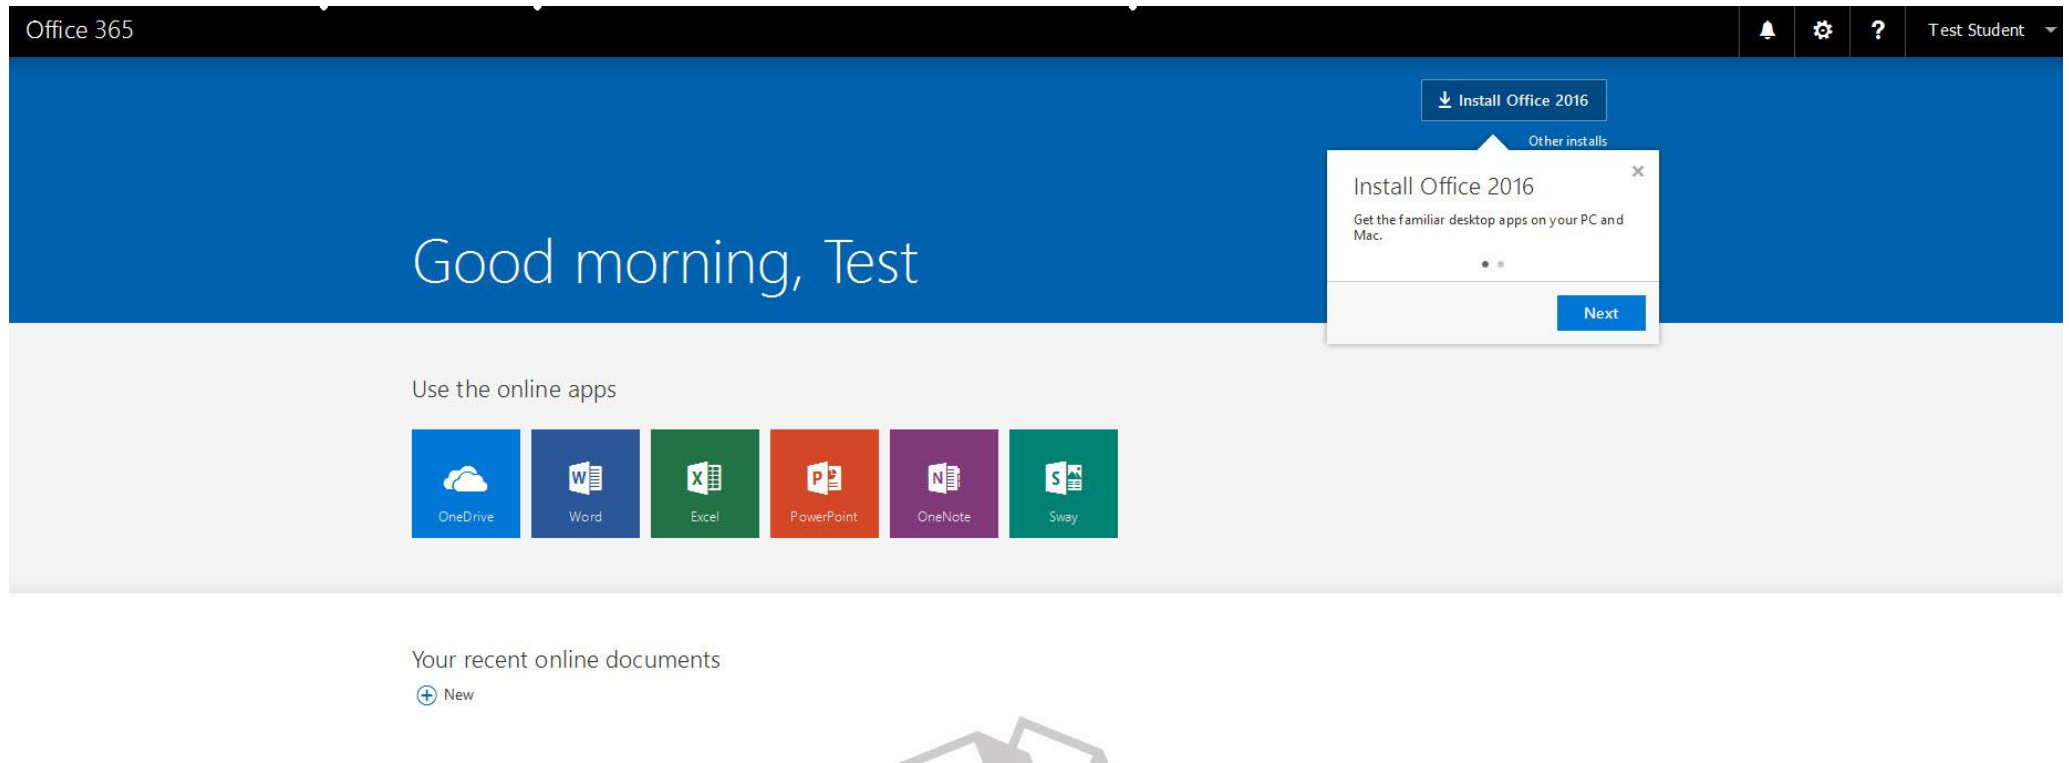 Office 365
? Test Student
Install Office 2016
Other installs
Install Office 2016
Get the familiar desktop apps on your PC and
Mac.
Next
Good morning, Test
Use the online apps
OneDrive
W
Word
X
Excel
P
PowerPoint
N
OneNote
S
Sway
Your recent online documents
New